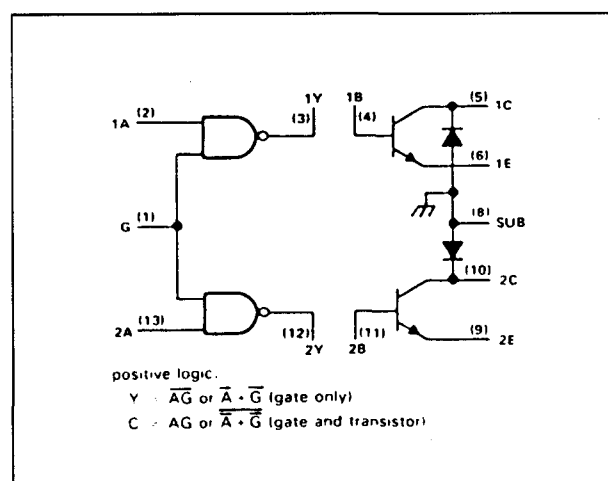 1Y 1B (5) 1C
1A (2) (3) (4)
(6) 1E
G (1) (8) SUB
(10) 2C
2A (13) (12) (11) (9) 2E
2Y 2B
positive logic.
Y = A̅G̅ or A̅ + G̅ (gate only)
C = AG or A̅ + G̅ (gate and transistor)